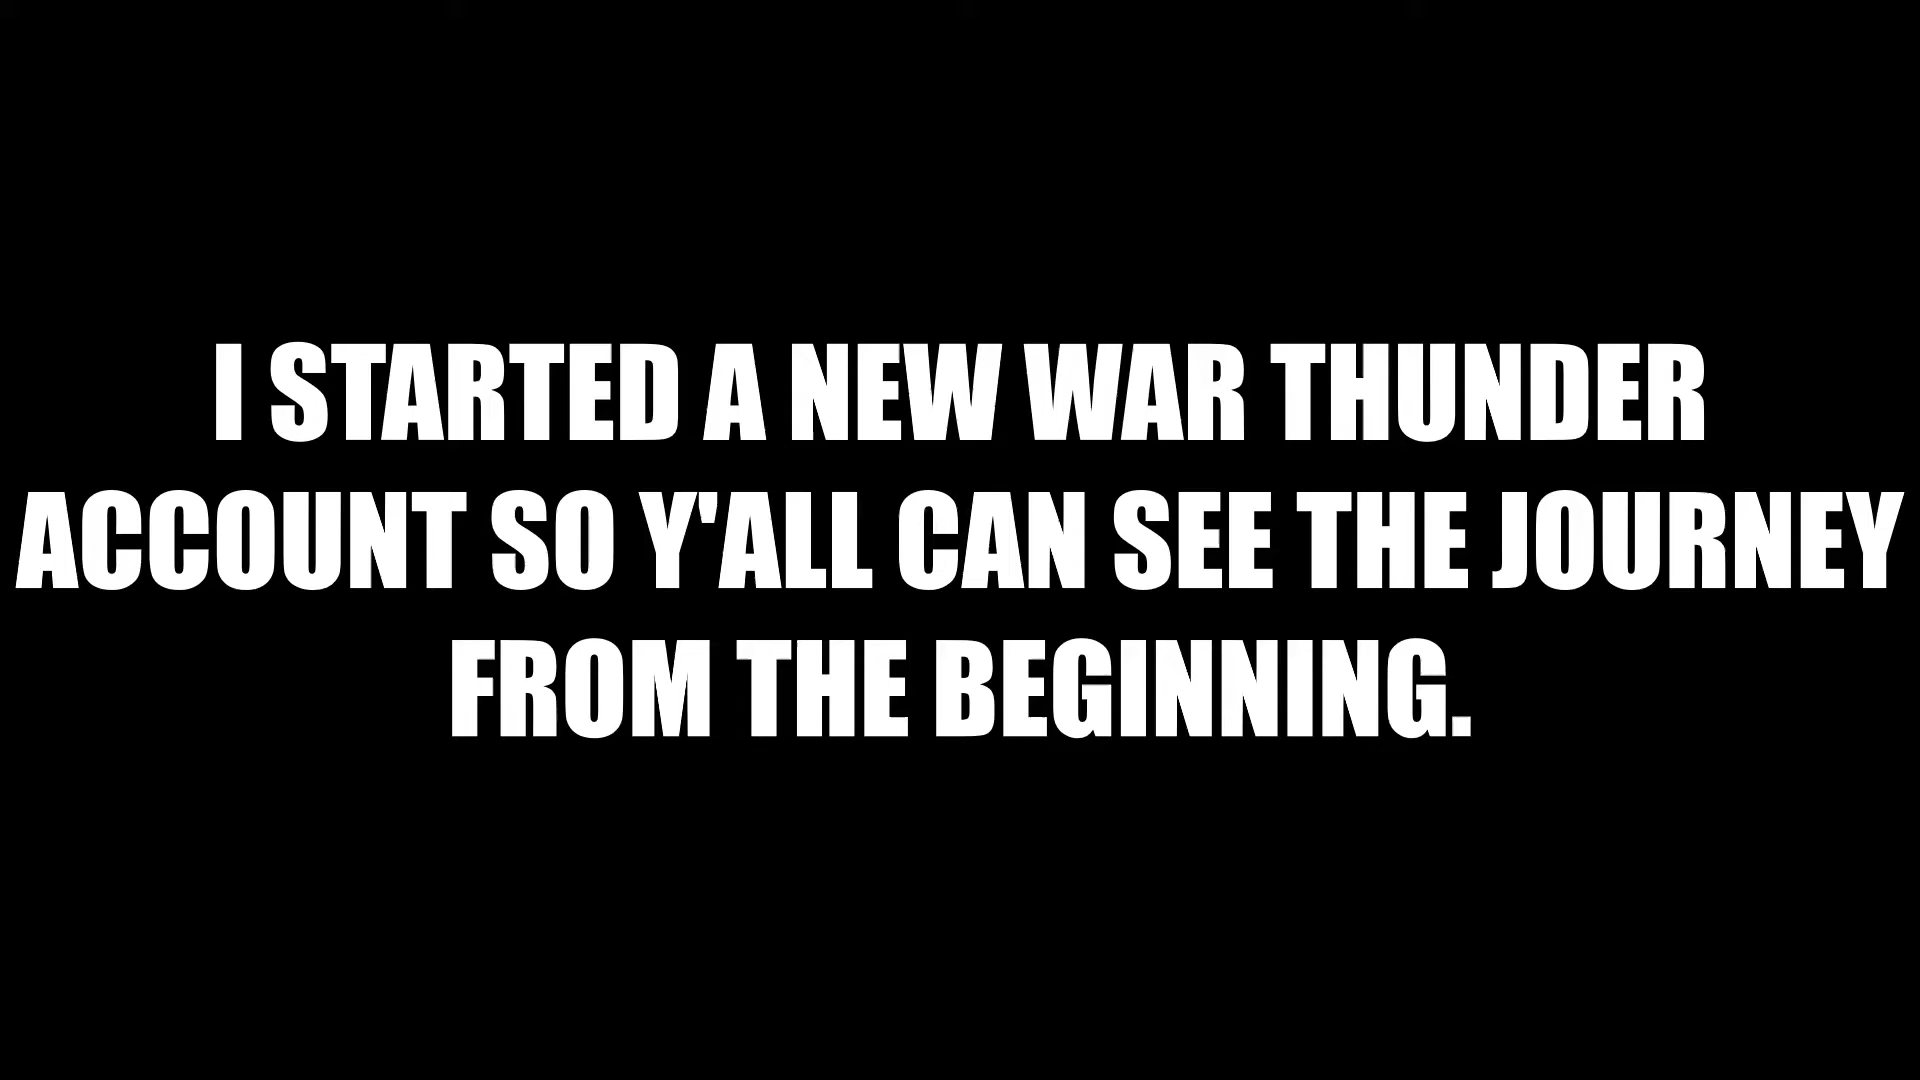 I STARTED A NEW WAR THUNDER
ACCOUNT SO Y'ALL CAN SEE THE JOURNEY
FROM THE BEGINNING.